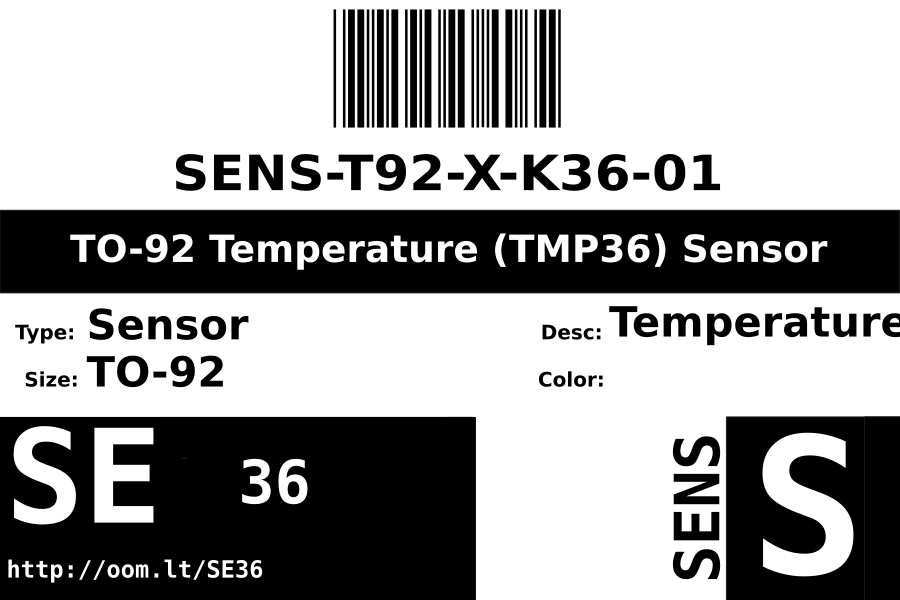 SENS-T92-X-K36-01
TO-92 Temperature (TMP36) Sensor
Type: Sensor
Desc: Temperature
Size: TO-92
Color:
SE 36
http://oom.lt/SE36
SENS
S